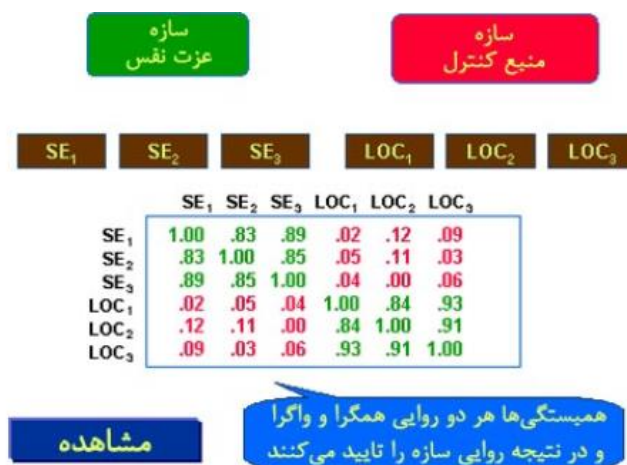 سازه
عزت نفس
سازه
منبع کنترل
SE₁ SE₂ SE₃ LOC₁ LOC₂ LOC₃
SE₁ SE₂ SE₃ LOC₁ LOC₂ LOC₃
SE₁ 1.00 .83 .89 .02 .12 .09
SE₂ .83 1.00 .85 .05 .11 .03
SE₃ .89 .85 1.00 .04 .00 .06
LOC₁ .02 .05 .04 1.00 .84 .93
LOC₂ .12 .11 .00 .84 1.00 .91
LOC₃ .09 .03 .06 .93 .91 1.00
همبستگی‌ها هر دو روایی همگرا و واگرا
و در نتیجه روایی سازه را تایید می‌کنند
مشاهده